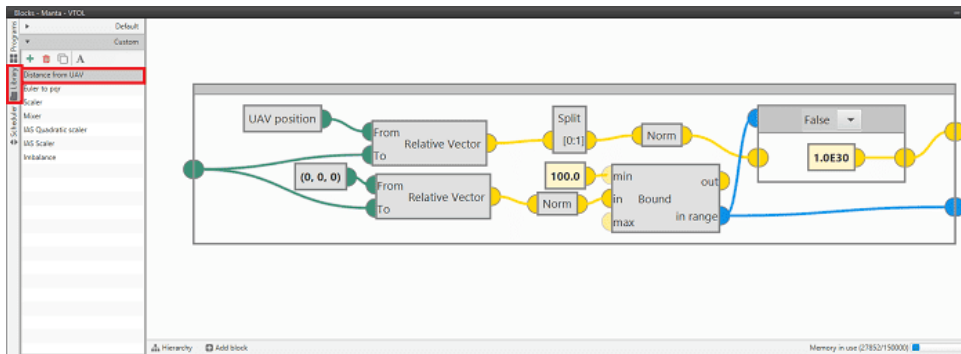 Blocks - Manta - VTOL
Programs
Library
Scheduler
Default
Custom
A
Distance from UAV
Euler to pqr
Scaler
Mixer
IAS Quadratic scaler
IAS Scaler
Imbalance
UAV position
From
To
Relative Vector
(0, 0, 0)
From
To
Relative Vector
Split
[0:1]
Norm
100.0
Norm
min
in
max
Bound
out
in range
False
1.0E30
Hierarchy
Add block
Memory in use (27852/150000)